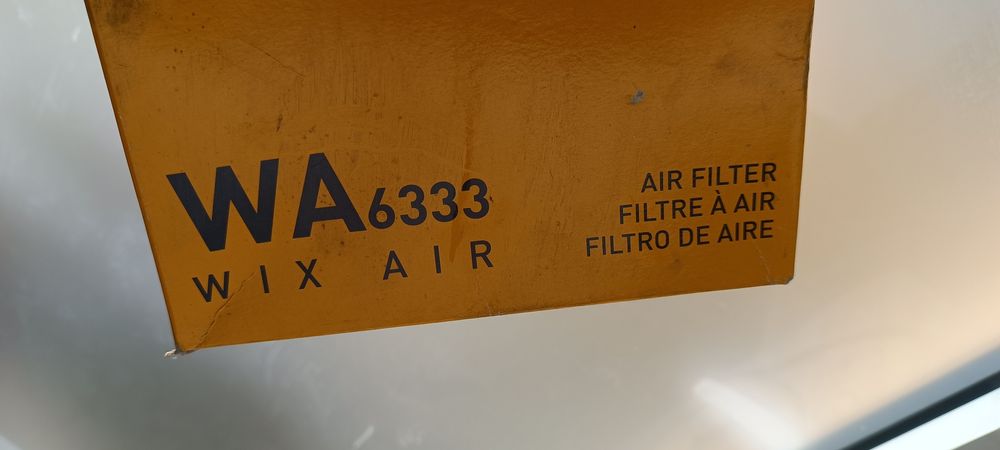 WA6333
WIX AIR
AIR FILTER
FILTRE À AIR
FILTRO DE AIRE